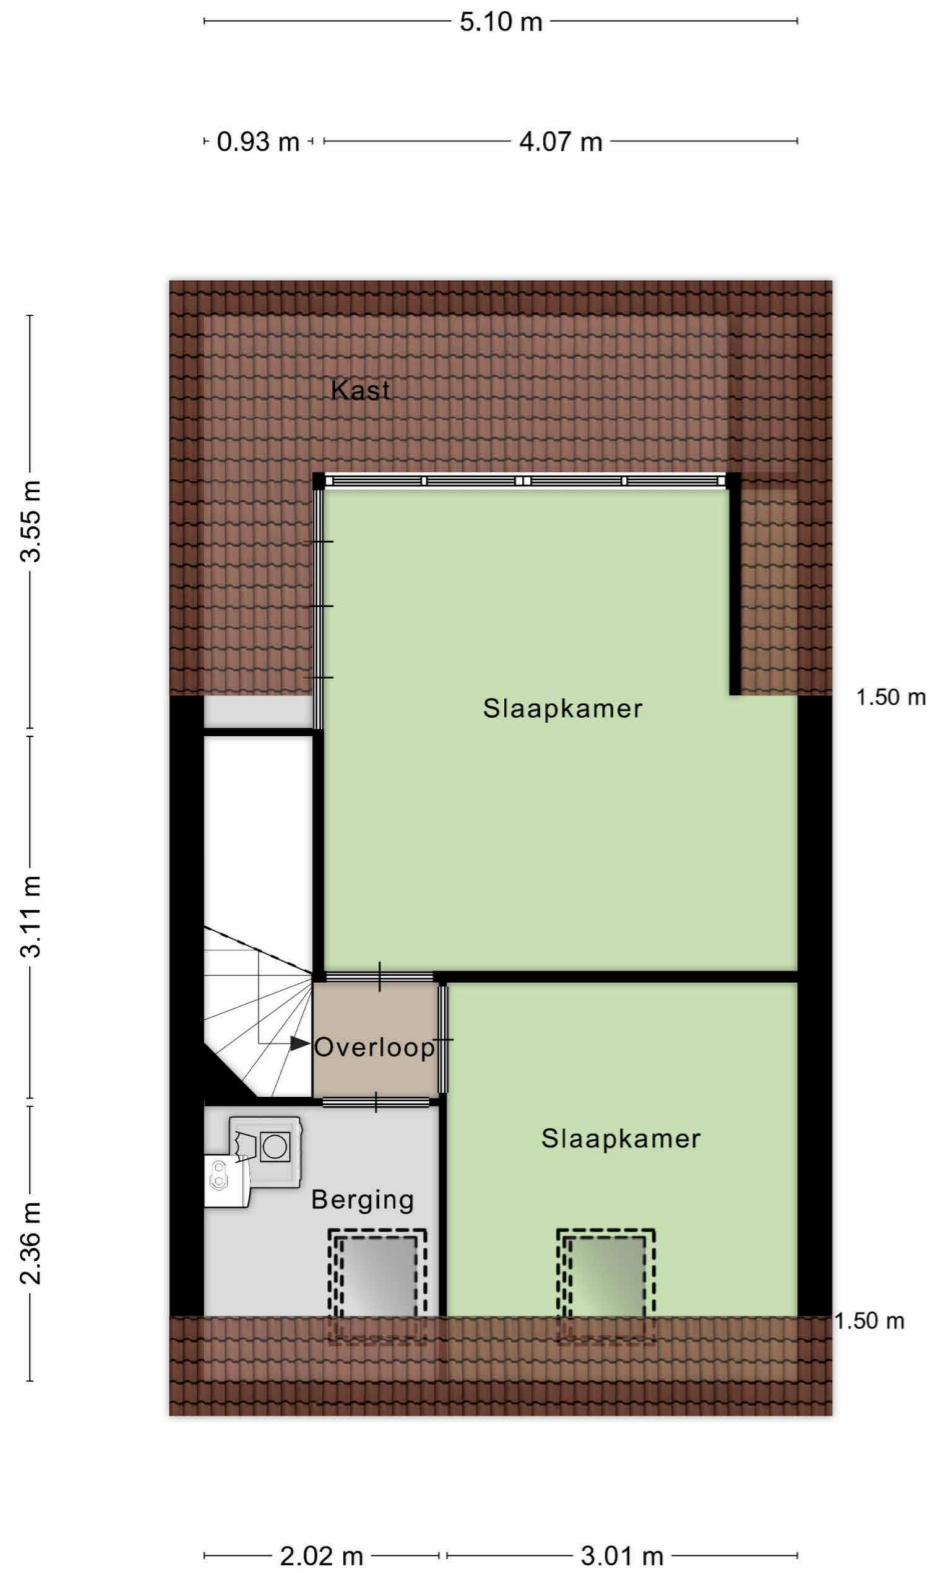 5.10 m
0.93 m
4.07 m
Kast
3.55 m
Slaapkamer
1.50 m
3.11 m
Overloop
Slaapkamer
Berging
2.36 m
1.50 m
2.02 m
3.01 m